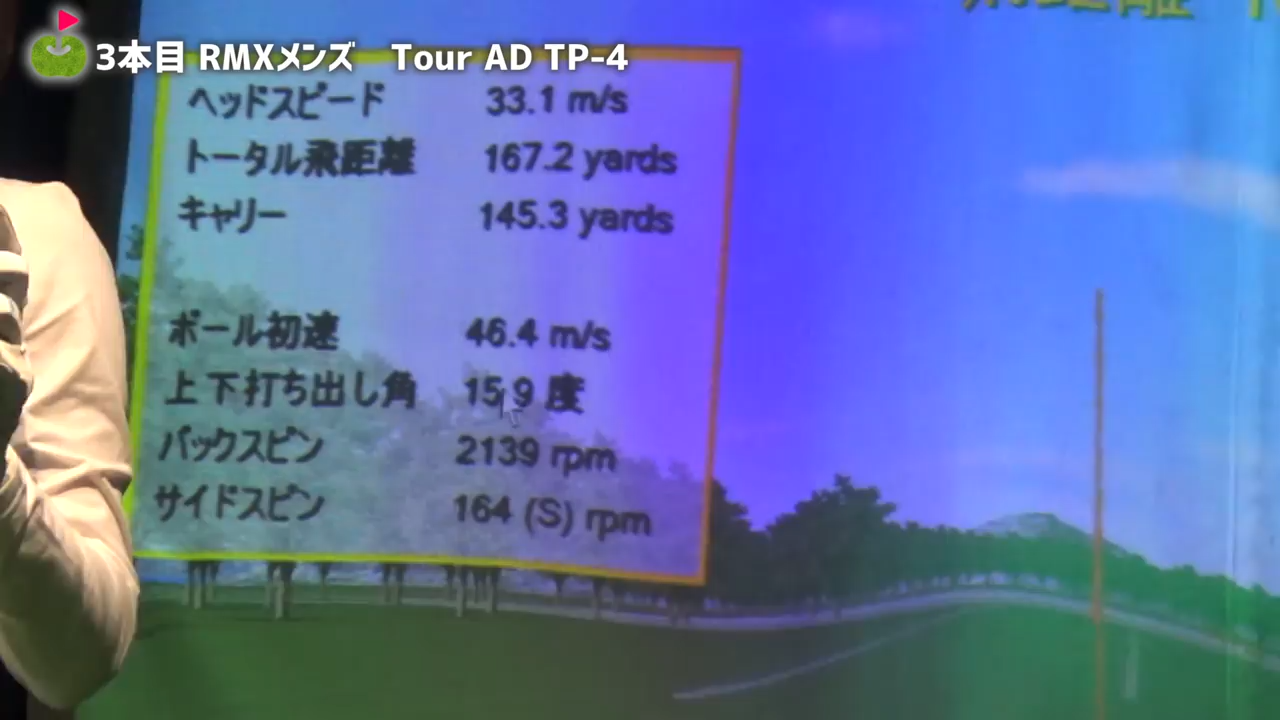 3本目 RMXメンズ Tour AD TP-4
ヘッドスピード 33.1 m/s
トータル飛距離 167.2 yards
キャリー 145.3 yards
ボール初速 46.4 m/s
上下打ち出し角 15.9 度
バックスピン 2139 rpm
サイドスピン 164 (S) rpm